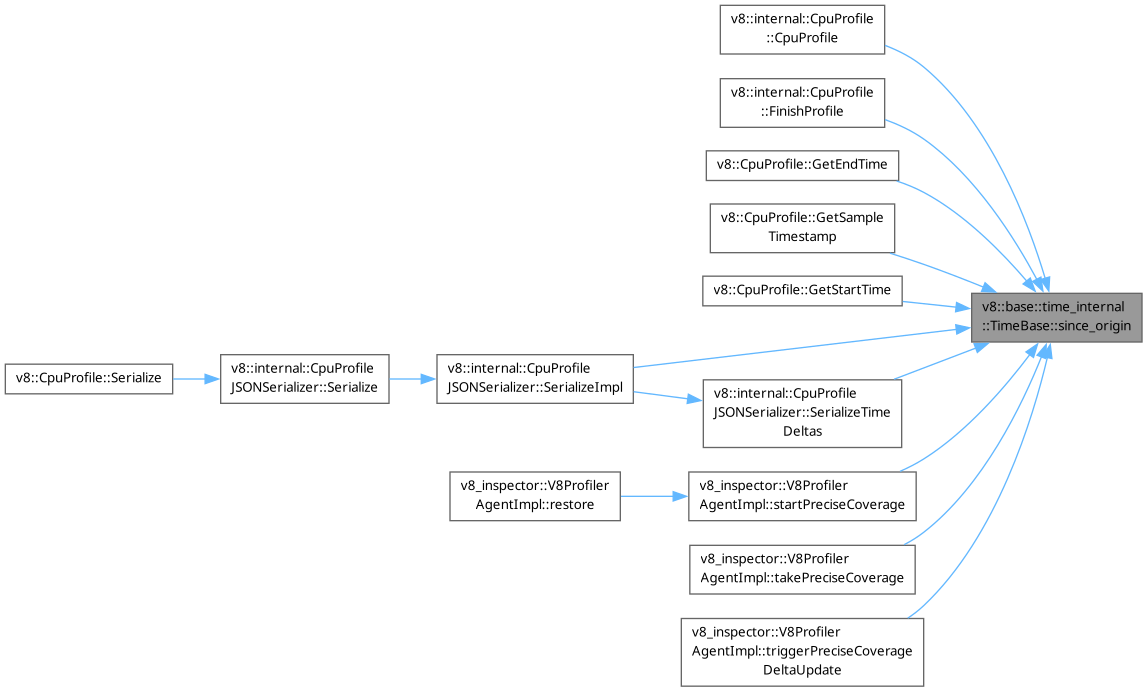 v8::internal::CpuProfile
::CpuProfile
v8::internal::CpuProfile
::FinishProfile
v8::CpuProfile::GetEndTime
v8::CpuProfile::GetSample
Timestamp
v8::CpuProfile::GetStartTime
v8::base::time_internal
::TimeBase::since_origin
v8::CpuProfile::Serialize
v8::internal::CpuProfile
JSONSerializer::Serialize
v8::internal::CpuProfile
JSONSerializer::SerializeImpl
v8::internal::CpuProfile
JSONSerializer::SerializeTime
Deltas
v8_inspector::V8Profiler
AgentImpl::restore
v8_inspector::V8Profiler
AgentImpl::startPreciseCoverage
v8_inspector::V8Profiler
AgentImpl::takePreciseCoverage
v8_inspector::V8Profiler
AgentImpl::triggerPreciseCoverage
DeltaUpdate